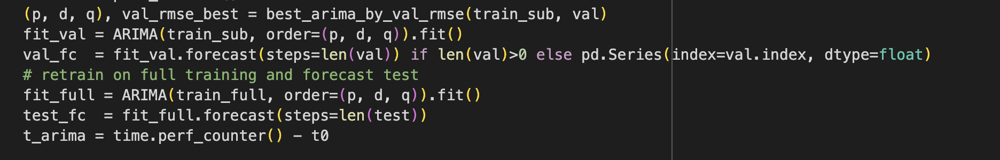 (p, d, q), val_rmse_best = best_arima_by_val_rmse(train_sub, val)
fit_val = ARIMA(train_sub, order=(p, d, q)).fit()
val_fc  = fit_val.forecast(steps=len(val)) if len(val)>0 else pd.Series(index=val.index, dtype=float)
# retrain on full training and forecast test
fit_full = ARIMA(train_full, order=(p, d, q)).fit()
test_fc  = fit_full.forecast(steps=len(test))
t_arima = time.perf_counter() - t0